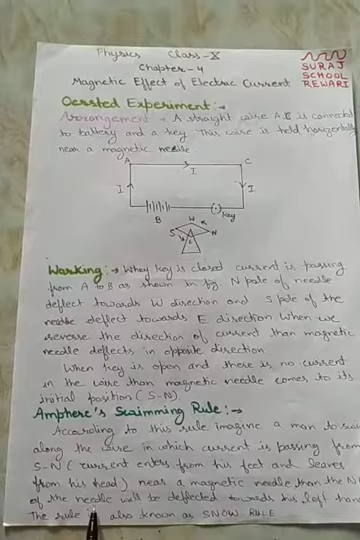 Physics Class-X
Chapter-4
Magnetic Effect of Electric Current
SURAJ
SCHOOL
REWARI
Oersted Experiment :→
Arrangement → A straight wire AC is connected
to battery and a key This wire is held horizontally
near a magnetic needle
A C
I
I I
B key
W
S E N
Working :→ When key is closed current is passing
from A to B as shown in fig N pole of needle
deflect towards W direction and S pole of the
needle deflect towards E direction When we
reverse the direction of current than magnetic
needle deflects in opposite direction
When key is open and there is no current
in the wire than magnetic needle comes to its
initial position (S-N).
Amphere's Swimming Rule :→
According to this rule imagine a man to
along the wire in which current is passing from
S-N (current enters from his feet and leaves
from his head) near a magnetic needle than the N
of the needle will be deflected towards his left hand
The rule is also known as SNOW RULE